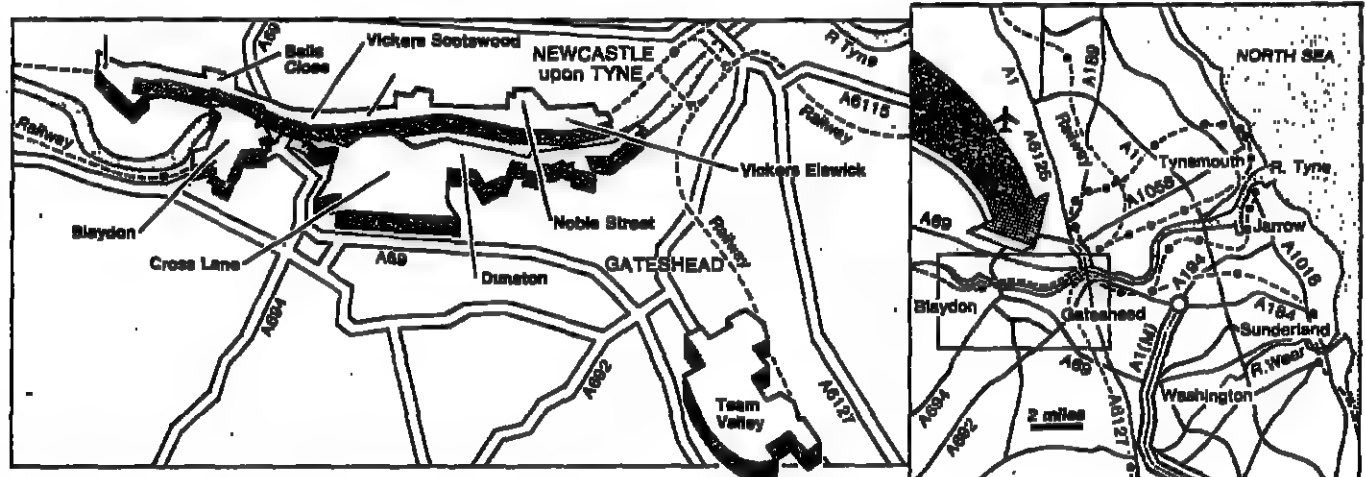 A69
Bells
Close
Vickers Scotswood
NEWCASTLE
upon TYNE
R Tyne
A6115
Railway
Railway
Vickers Elswick
Noble Street
Blaydon
Cross Lane
A69
Dunston
GATESHEAD
Railway
A694
A692
Team
Valley
A6127
NORTH SEA
A1
A189
A6125
Railway
A11
Tynemouth
R. Tyne
A1058
A69
Jarrow
A194
A1018
Blaydon
Gateshead
A184
Sunderland
A1(M)
R.Wear
A69
Washington
A694
A692
2 miles
A6127